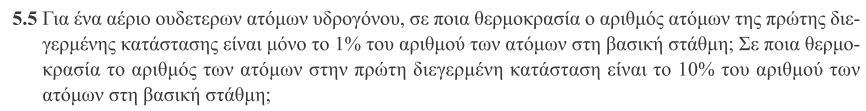 5.5 Για ένα αέριο ουδετερων ατόμων υδρογόνου, σε ποια θερμοκρασία ο αριθμός ατόμων της πρώτης διε-
γερμένης κατάστασης είναι μόνο το 1% του αριθμού των ατόμων στη βασική στάθμη; Σε ποια θερμο-
κρασία το αριθμός των ατόμων στην πρώτη διεγερμένη κατάσταση είναι το 10% του αριθμού των
ατόμων στη βασική στάθμη;